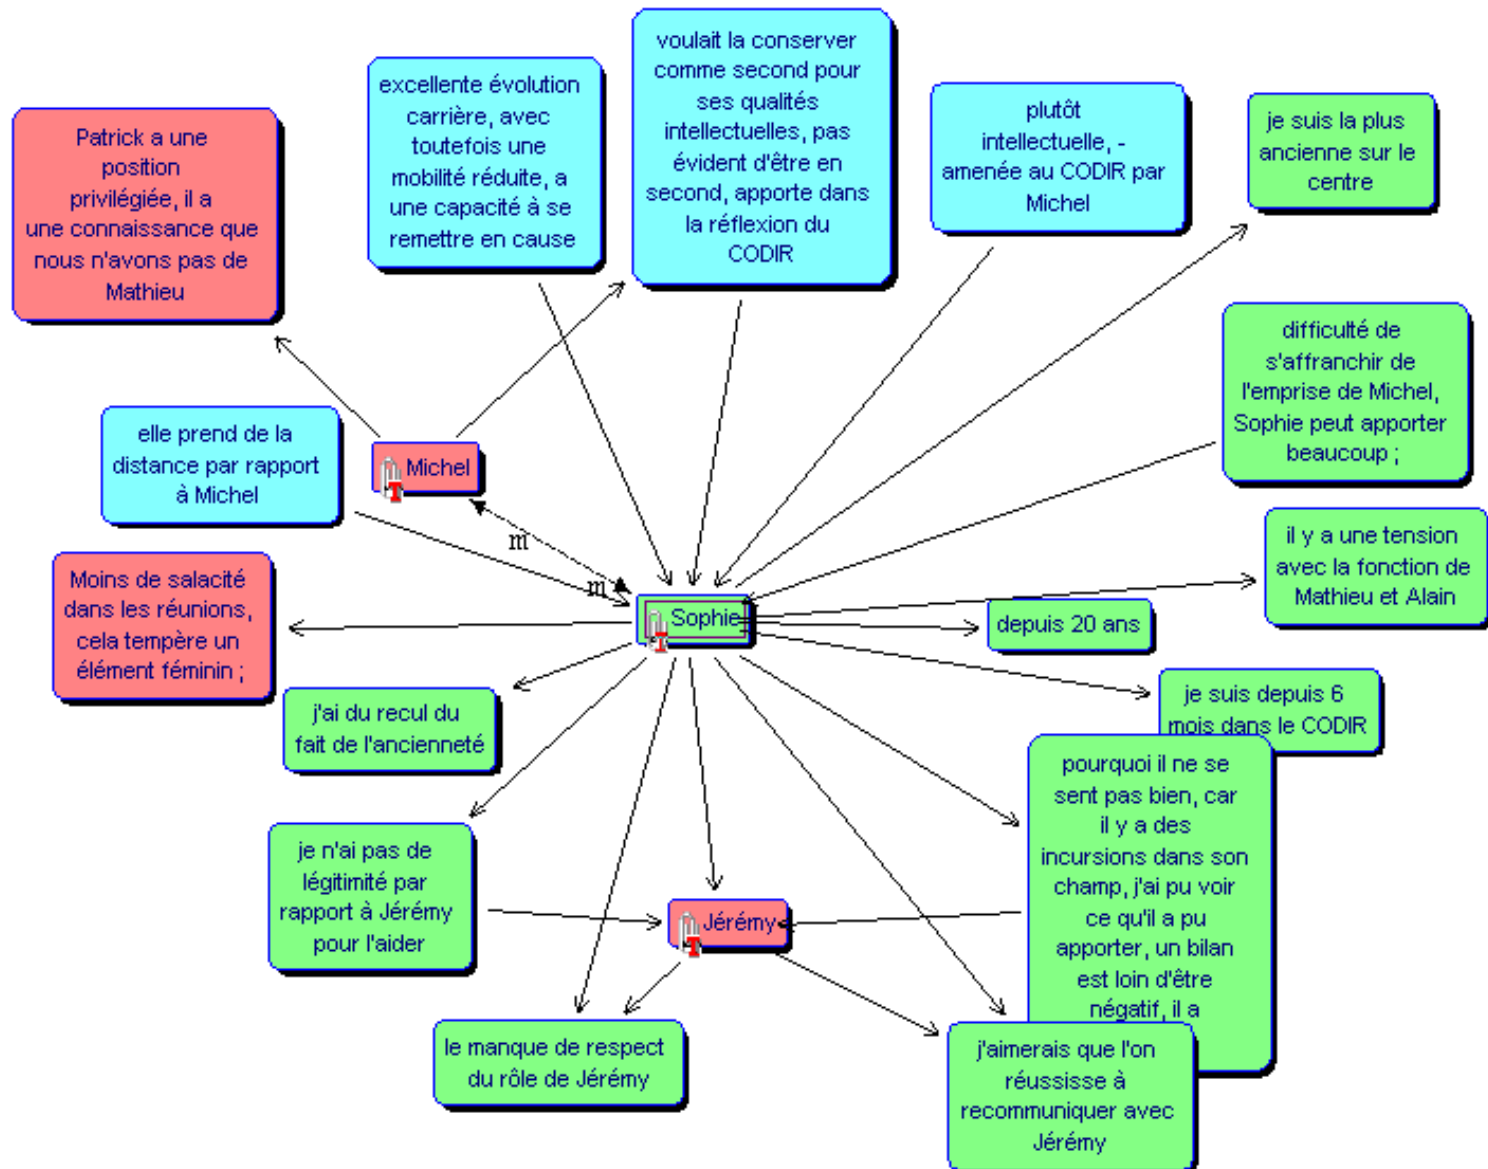 Patrick a une
position
privilégiée, il a
une connaissance que
nous n'avons pas de
Mathieu
excellente évolution
carrière, avec
toutefois une
mobilité réduite, a
une capacité à se
remettre en cause
voulait la conserver
comme second pour
ses qualités
intellectuelles, pas
évident d'être en
second, apporte dans
la réflexion du
CODIR
plutôt
intellectuelle, -
amenée au CODIR par
Michel
je suis la plus
ancienne sur le
centre
difficulté de
s'affranchir de
l'emprise de Michel,
Sophie peut apporter
beaucoup ;
elle prend de la
distance par rapport
à Michel
T Michel
m
m
il y a une tension
avec la fonction de
Mathieu et Alain
Moins de salacité
dans les réunions,
cela tempère un
élément féminin ;
T Sophie
depuis 20 ans
j'ai du recul du
fait de l'ancienneté
je suis depuis 6
mois dans le CODIR
pourquoi il ne se
sent pas bien, car
il y a des
incursions dans son
champ, j'ai pu voir
ce qu'il a pu
apporter, un bilan
est loin d'être
négatif, il a
je n'ai pas de
légitimité par
rapport à Jérémy
pour l'aider
T Jérémy
le manque de respect
du rôle de Jérémy
j'aimerais que l'on
réussisse à
recommuniquer avec
Jérémy